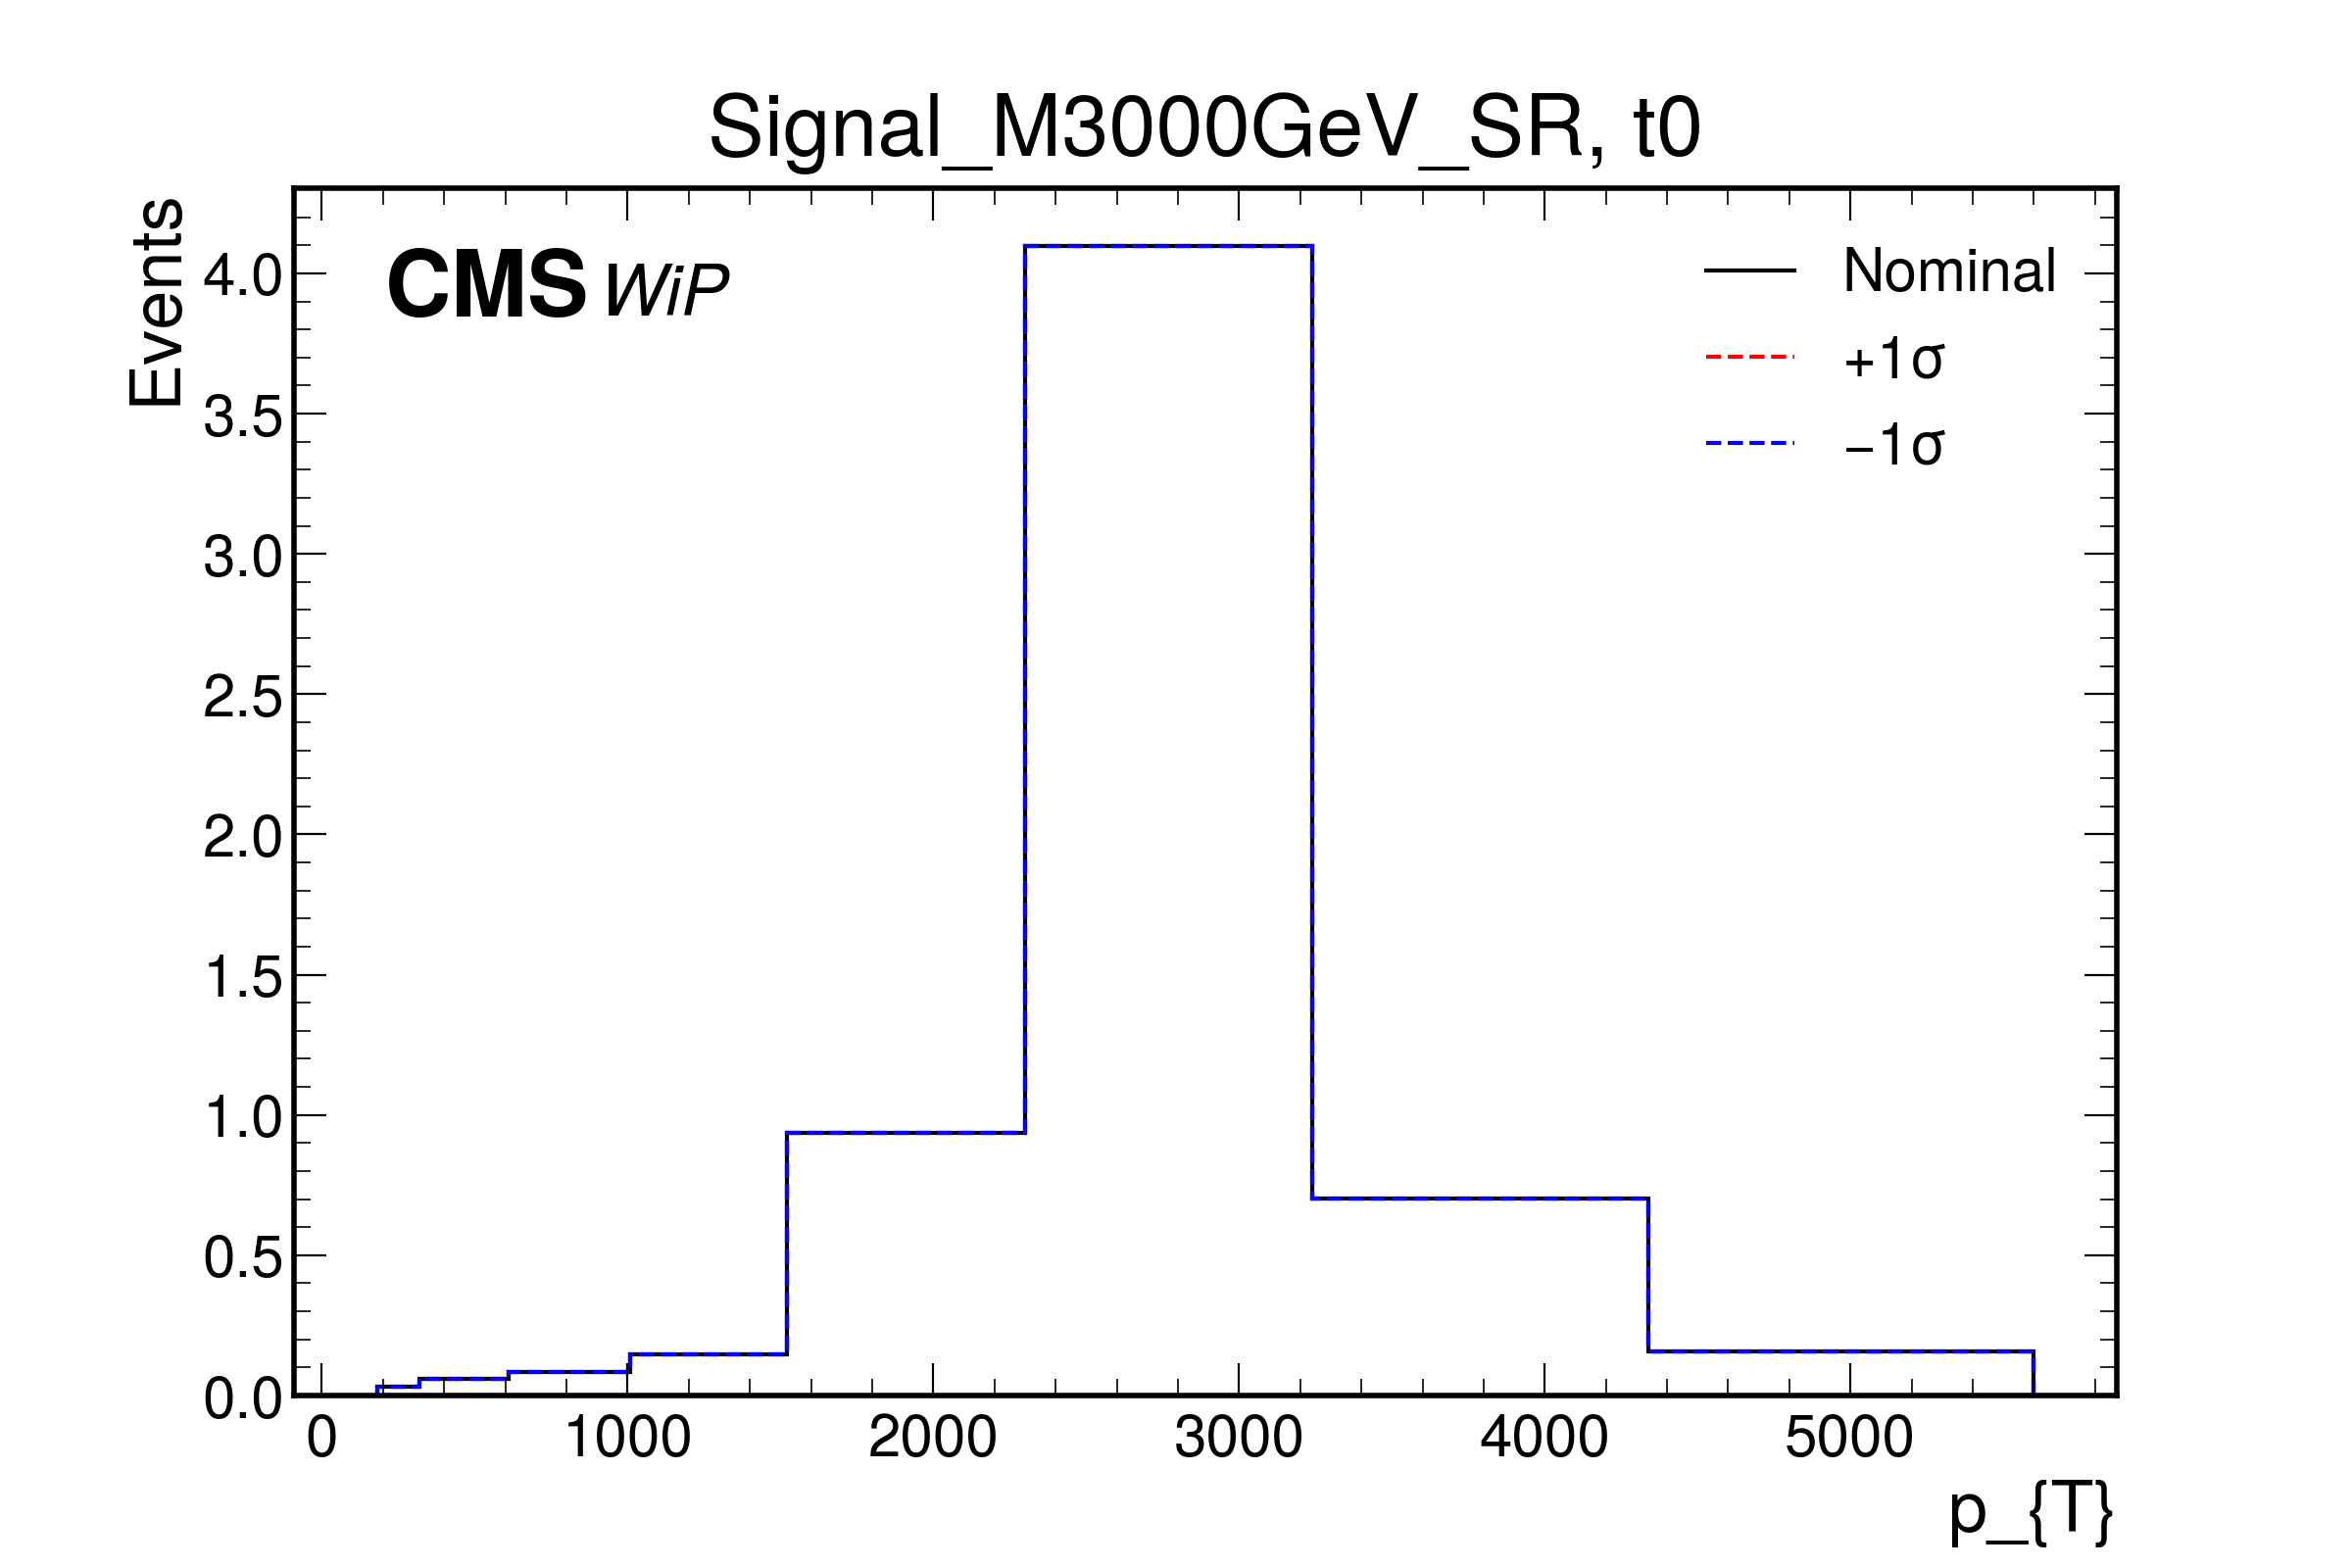 Signal_M3000GeV_SR, t0
Events
CMS WiP
Nominal
+1σ
−1σ
4.0
3.5
3.0
2.5
2.0
1.5
1.0
0.5
0.0
0 1000 2000 3000 4000 5000
p_{T}